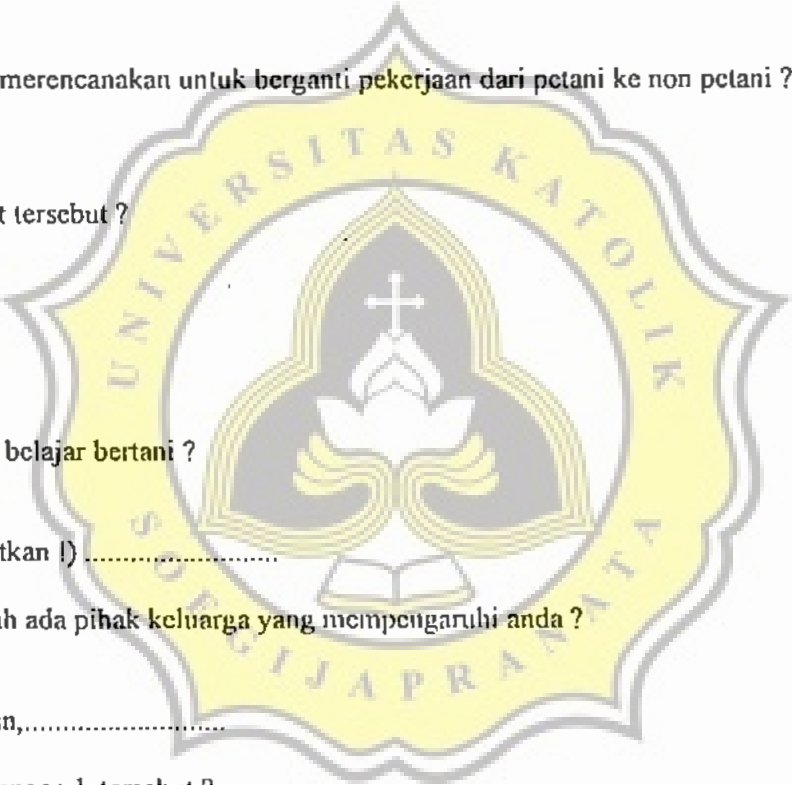 merencanakan untuk berganti pekerjaan dari petani ke non petani ?
UNIVERSITAS KATOLIK
t tersebut ?
belajar bertani ?
tkan !) ..........................
h ada pihak keluarga yang mempengaruhi anda ?
SOEGIJAPRANATA
n,...........................
tersebut ?